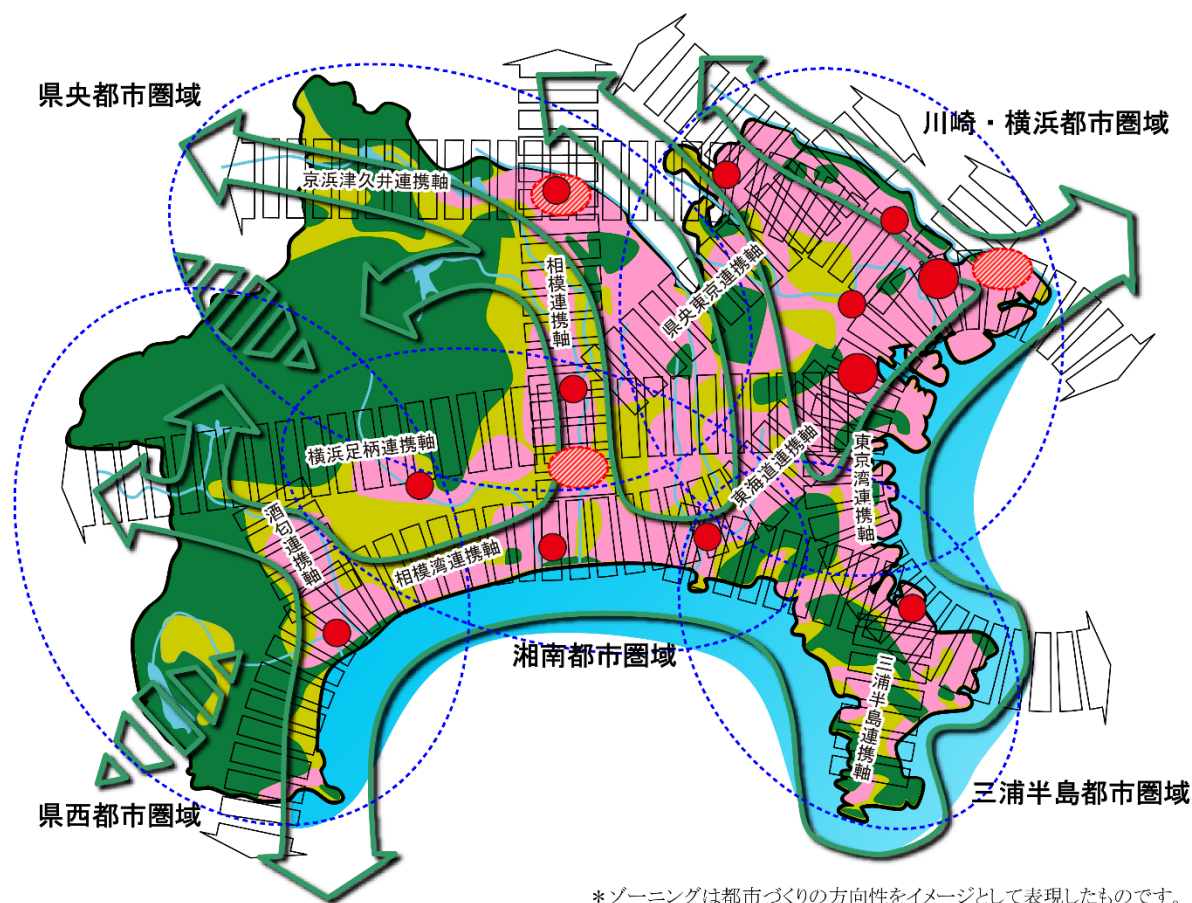 県央都市圏域
川崎・横浜都市圏域
京浜津久井連携軸
相模連携軸
県央東京連携軸
横浜足柄連携軸
東海道連携軸
東京湾連携軸
酒匂連携軸
相模湾連携軸
湘南都市圏域
三浦半島連携軸
県西都市圏域
三浦半島都市圏域
*ゾーニングは都市づくりの方向性をイメージとして表現したものです。